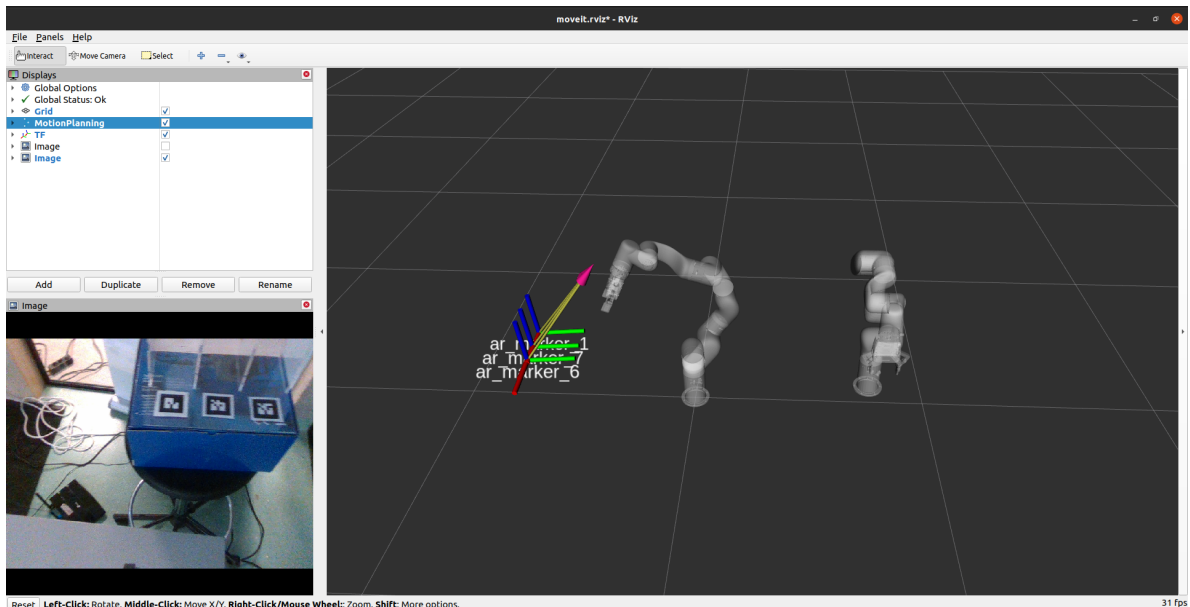 moveit.rviz* - RViz
File Panels Help
Interact Move Camera Select
Displays
Global Options
Global Status: Ok
Grid
MotionPlanning
TF
Image
Image
Add Duplicate Remove Rename
Image
ar_marker_1
ar_marker_7
ar_marker_6
Reset Left-Click: Rotate. Middle-Click: Move X/Y. Right-Click/Mouse Wheel:: Zoom. Shift: More options. 31 fps